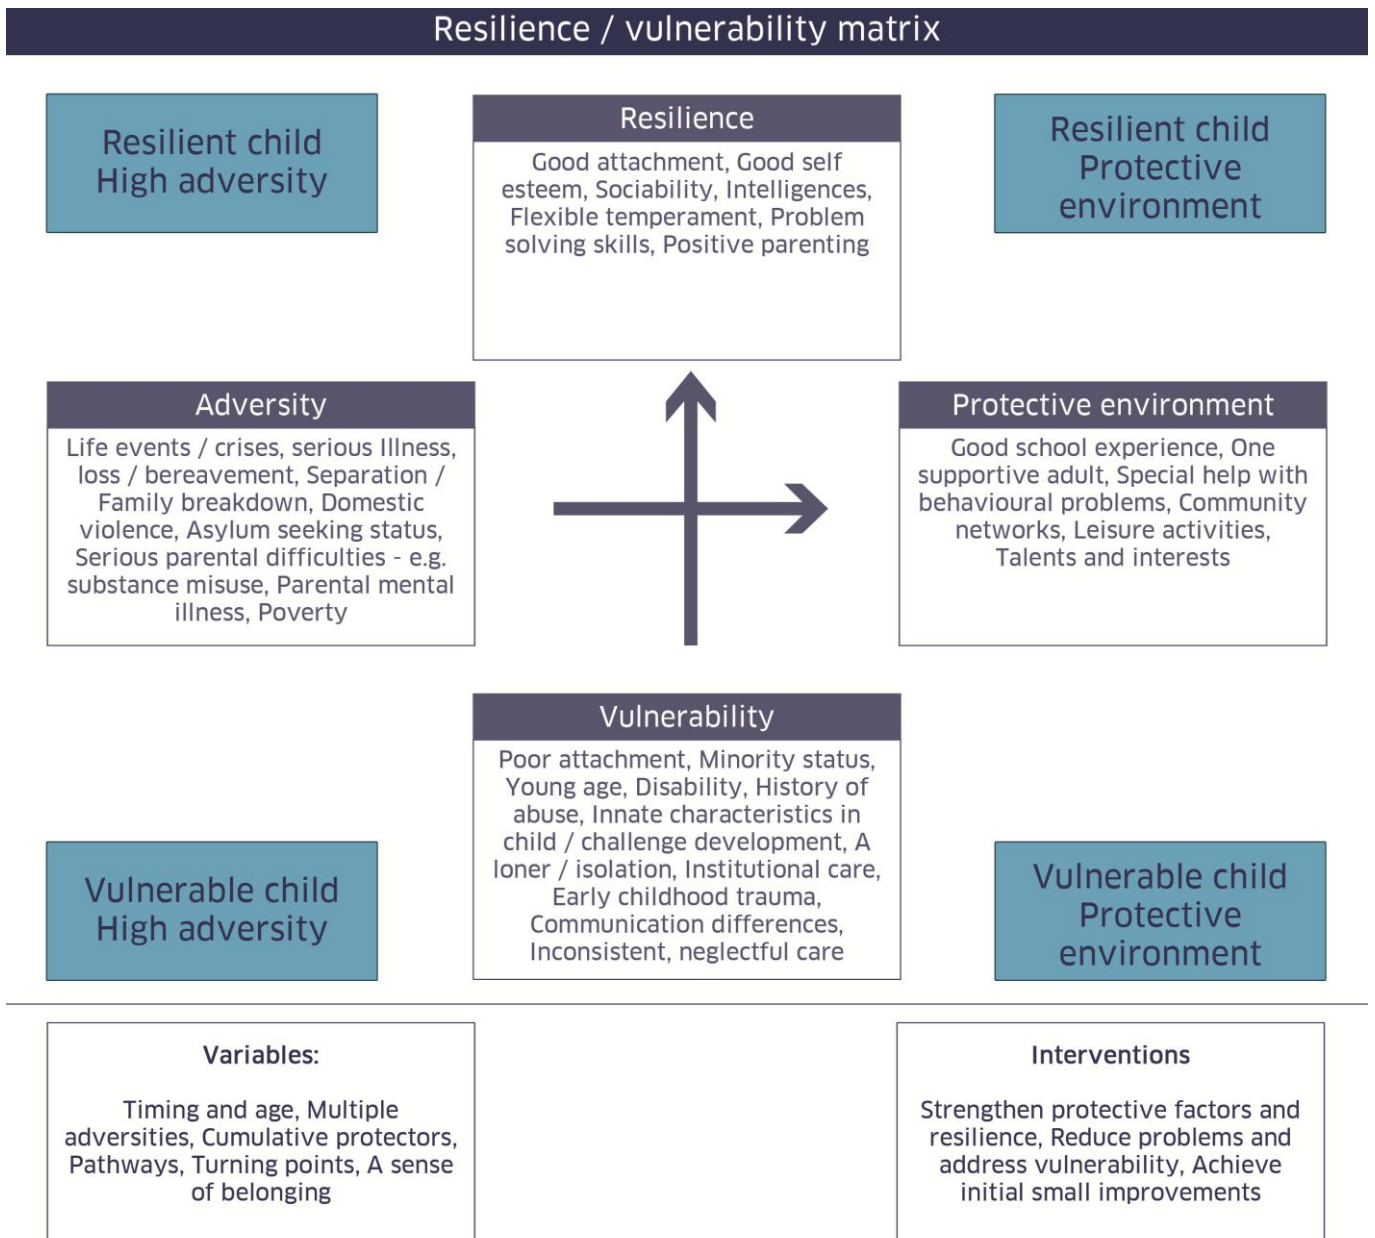 Resilience / vulnerability matrix
Resilient child
High adversity
Resilience
Good attachment, Good self
esteem, Sociability, Intelligences,
Flexible temperament, Problem
solving skills, Positive parenting
Resilient child
Protective
environment
Adversity
Life events / crises, serious Illness,
loss / bereavement, Separation /
Family breakdown, Domestic
violence, Asylum seeking status,
Serious parental difficulties - e.g.
substance misuse, Parental mental
illness, Poverty
Protective environment
Good school experience, One
supportive adult, Special help with
behavioural problems, Community
networks, Leisure activities,
Talents and interests
Vulnerable child
High adversity
Vulnerability
Poor attachment, Minority status,
Young age, Disability, History of
abuse, Innate characteristics in
child / challenge development, A
loner / isolation, Institutional care,
Early childhood trauma,
Communication differences,
Inconsistent, neglectful care
Vulnerable child
Protective
environment
Variables:
Timing and age, Multiple
adversities, Cumulative protectors,
Pathways, Turning points, A sense
of belonging
Interventions
Strengthen protective factors and
resilience, Reduce problems and
address vulnerability, Achieve
initial small improvements